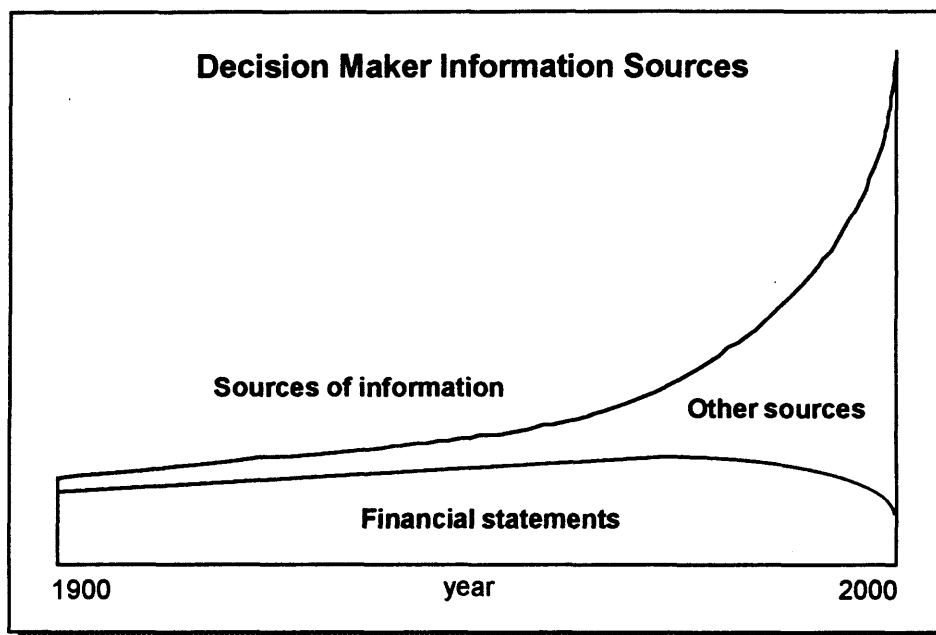 Decision Maker Information Sources
Sources of information
Other sources
Financial statements
1900
year
2000